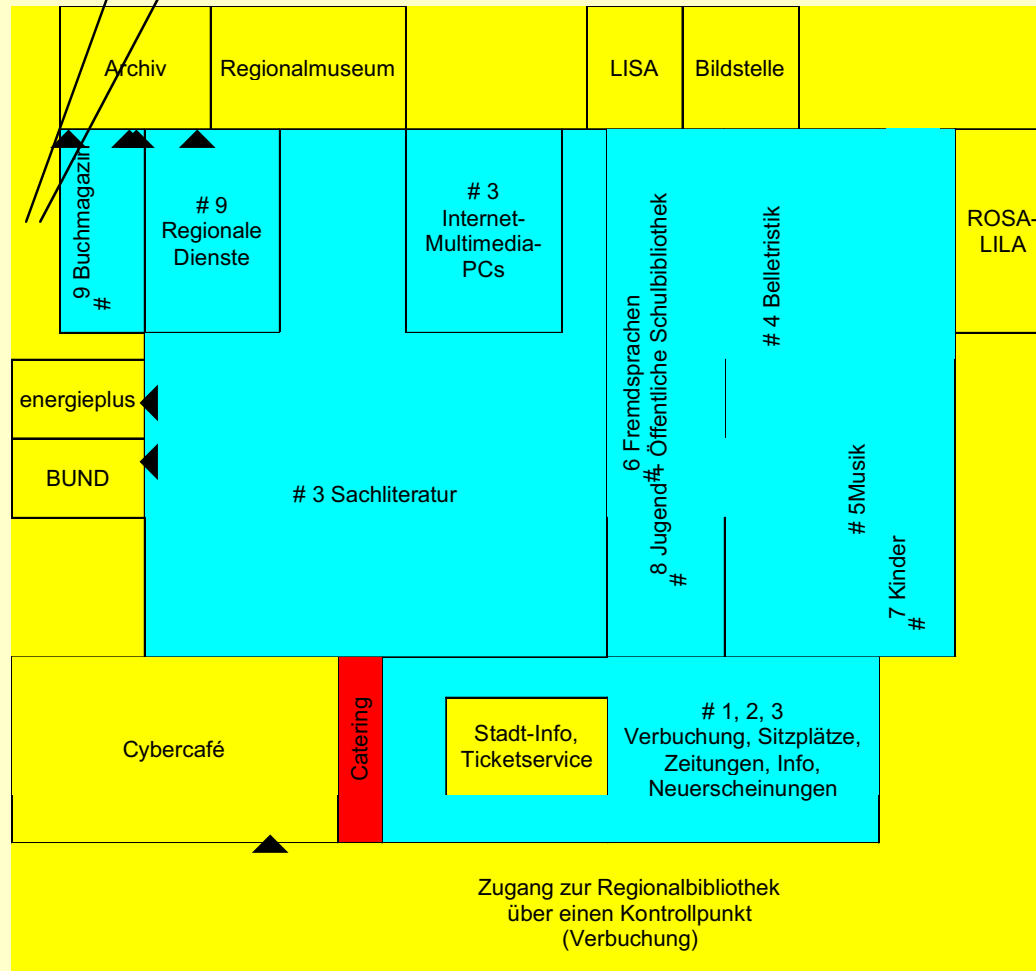 Archiv
Regionalmuseum
LISA
Bildstelle
9 Buchmagazin
#
# 9
Regionale
Dienste
# 3
Internet-
Multimedia-
PCs
6 Fremdsprachen
#
8 Jugend + Öffentliche Schulbibliothek
#
# 4 Belletristik
ROSA-
LILA
energieplus
BUND
# 3 Sachliteratur
# 5Musik
7 Kinder
#
Cybercafé
Catering
Stadt-Info,
Ticketservice
# 1, 2, 3
Verbuchung, Sitzplätze,
Zeitungen, Info,
Neuerscheinungen
Zugang zur Regionalbibliothek
über einen Kontrollpunkt
(Verbuchung)